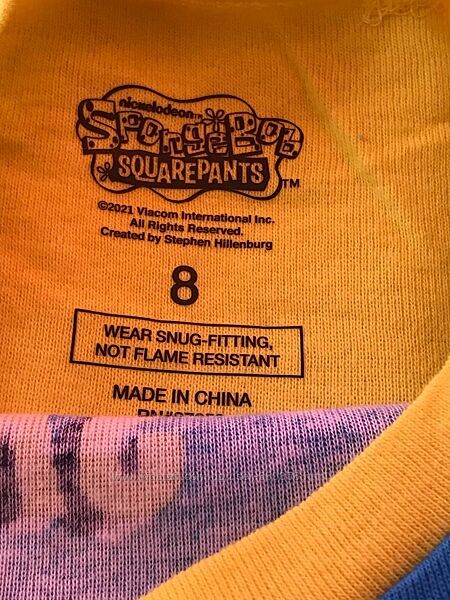 nickelodeon
SpongeBob
SQUAREPANTS
TM
©2021 Viacom International Inc.
All Rights Reserved.
Created by Stephen Hillenburg
8
WEAR SNUG-FITTING,
NOT FLAME RESISTANT
MADE IN CHINA